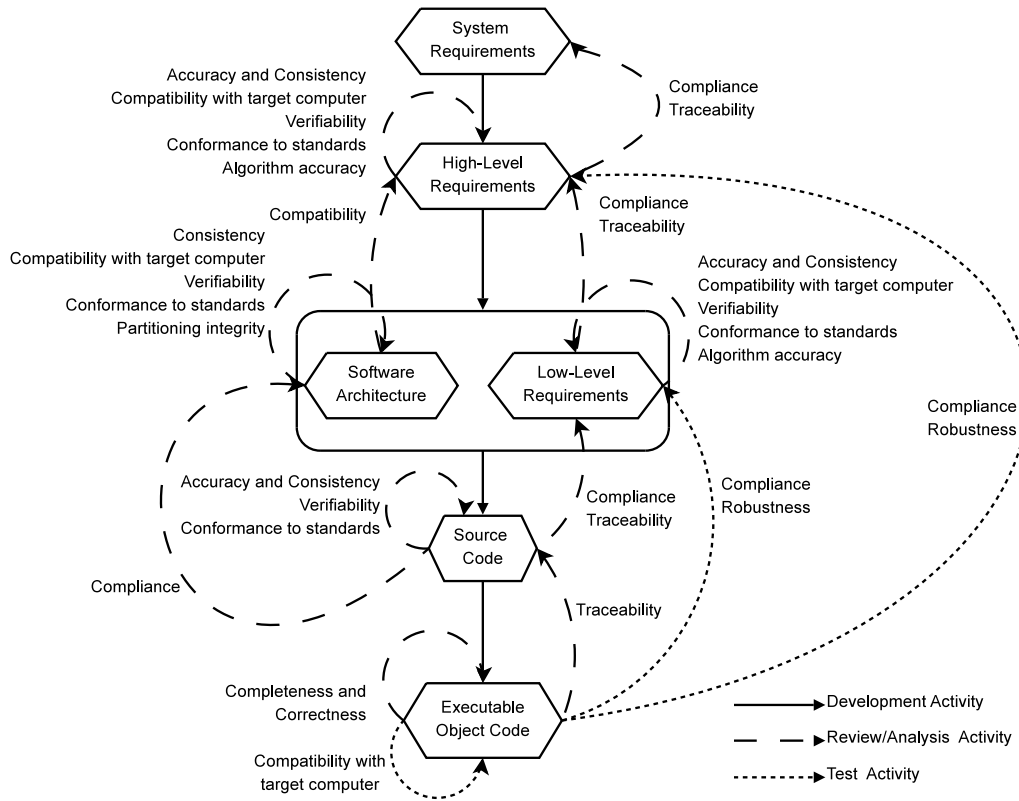 System
Requirements
Accuracy and Consistency
Compatibility with target computer
Verifiability
Conformance to standards
Algorithm accuracy
Compliance
Traceability
High-Level
Requirements
Compatibility
Compliance
Traceability
Consistency
Compatibility with target computer
Verifiability
Conformance to standards
Partitioning integrity
Accuracy and Consistency
Compatibility with target computer
Verifiability
Conformance to standards
Algorithm accuracy
Software
Architecture
Low-Level
Requirements
Compliance
Robustness
Accuracy and Consistency
Verifiability
Conformance to standards
Source
Code
Compliance
Traceability
Compliance
Robustness
Compliance
Traceability
Completeness and
Correctness
Executable
Object Code
Compatibility with
target computer
Development Activity
Review/Analysis Activity
Test Activity